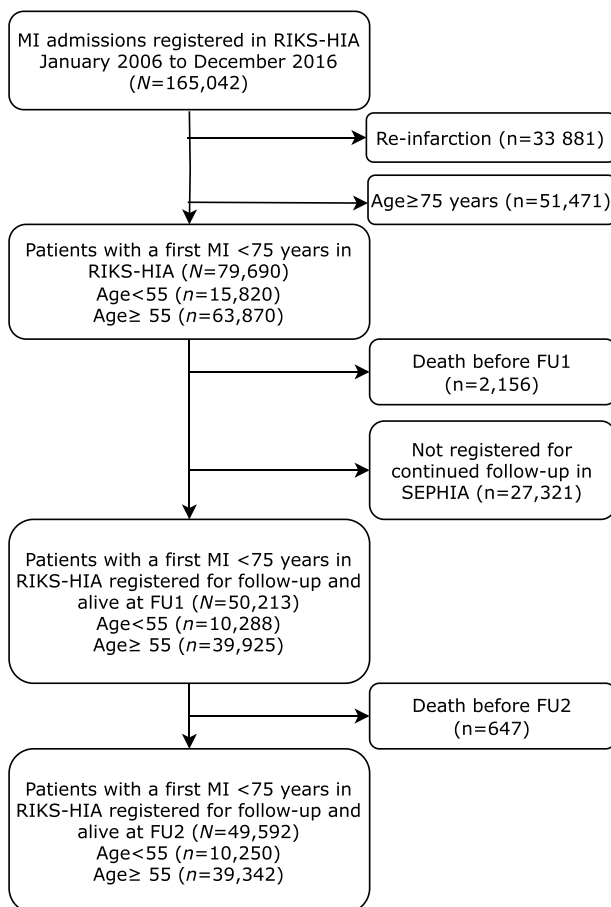 MI admissions registered in RIKS-HIA
January 2006 to December 2016
(N=165,042)
Re-infarction (n=33 881)
Age≥75 years (n=51,471)
Patients with a first MI <75 years in
RIKS-HIA (N=79,690)
Age<55 (n=15,820)
Age≥ 55 (n=63,870)
Death before FU1
(n=2,156)
Not registered for
continued follow-up in
SEPHIA (n=27,321)
Patients with a first MI <75 years in
RIKS-HIA registered for follow-up and
alive at FU1 (N=50,213)
Age<55 (n=10,288)
Age≥ 55 (n=39,925)
Death before FU2
(n=647)
Patients with a first MI <75 years in
RIKS-HIA registered for follow-up and
alive at FU2 (N=49,592)
Age<55 (n=10,250)
Age≥ 55 (n=39,342)